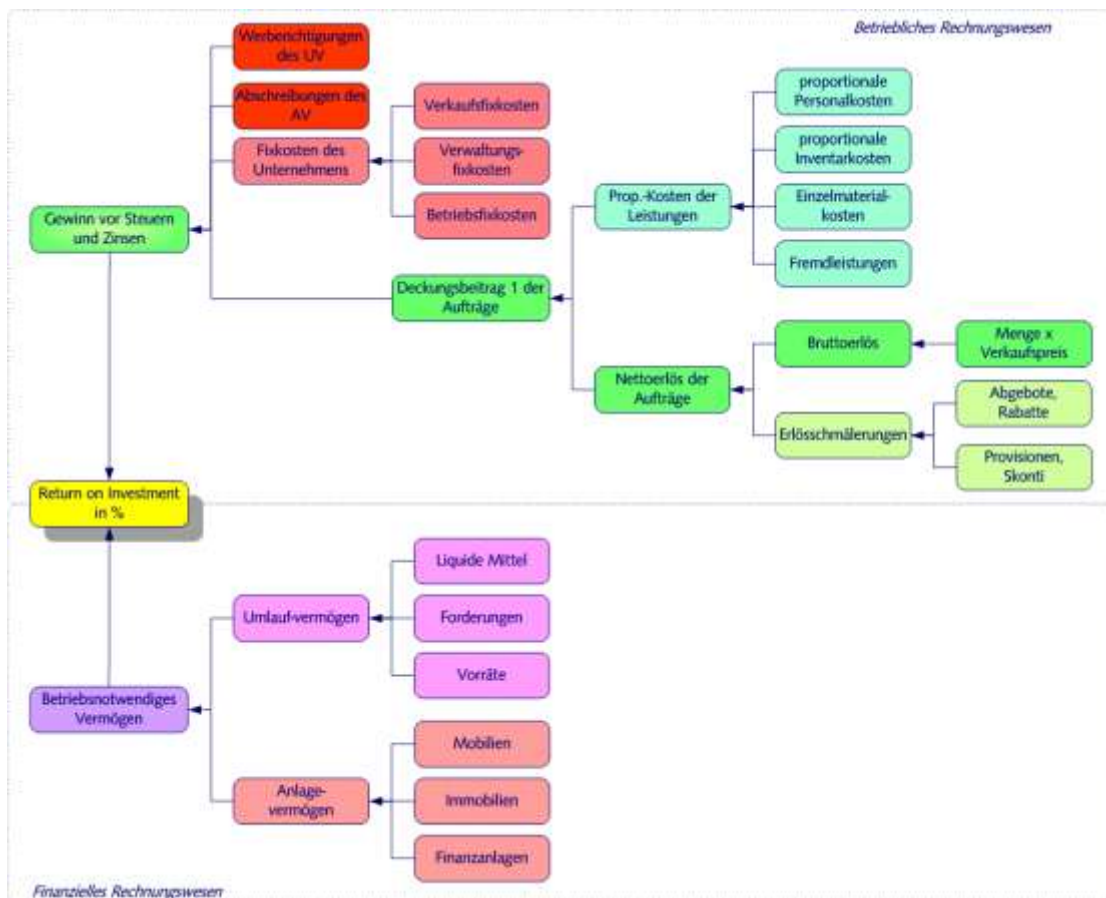 Betriebliches Rechnungswesen
Werberichtigungen
des UV
Abschreibungen des
AV
Fixkosten des
Unternehmens
Verkaufsfixkosten
Verwaltungs-
fixkosten
Betriebsfixkosten
Gewinn vor Steuern
und Zinsen
Deckungsbeitrag 1 der
Aufträge
Prop.-Kosten der
Leistungen
proportionale
Personalkosten
proportionale
Inventarkosten
Einzelmaterial-
kosten
Fremdleistungen
Nettoerlös der
Aufträge
Bruttoerlös
Menge x
Verkaufspreis
Erlösschmälerungen
Abgebote,
Rabatte
Provisionen,
Skonti
Return on Investment
in %
Betriebsnotwendiges
Vermögen
Umlauf-vermögen
Liquide Mittel
Forderungen
Vorräte
Anlage-
vermögen
Mobilien
Immobilien
Finanzanlagen
Finanzielles Rechnungswesen